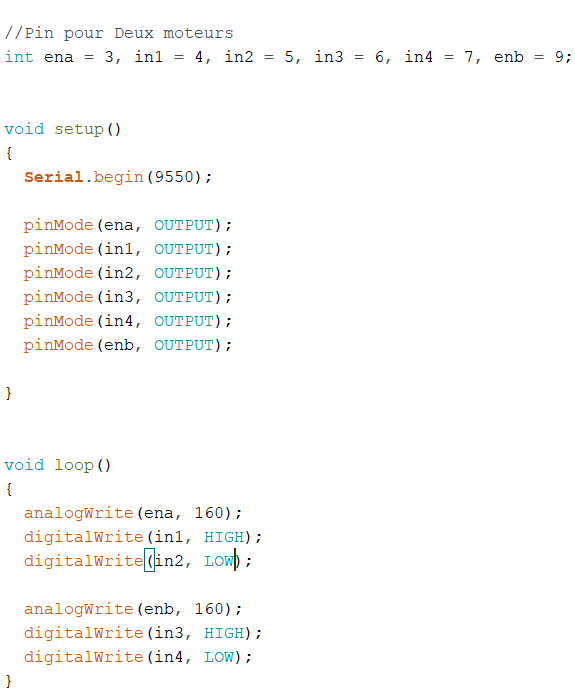 //Pin pour Deux moteurs
int ena = 3, in1 = 4, in2 = 5, in3 = 6, in4 = 7, enb = 9;
void setup()
{
  Serial.begin(9550);
  pinMode(ena, OUTPUT);
  pinMode(in1, OUTPUT);
  pinMode(in2, OUTPUT);
  pinMode(in3, OUTPUT);
  pinMode(in4, OUTPUT);
  pinMode(enb, OUTPUT);
}
void loop()
{
  analogWrite(ena, 160);
  digitalWrite(in1, HIGH);
  digitalWrite(in2, LOW);
  analogWrite(enb, 160);
  digitalWrite(in3, HIGH);
  digitalWrite(in4, LOW);
}